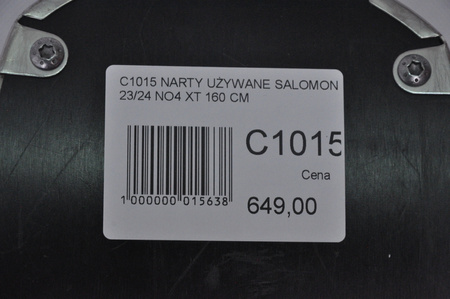 C1015 NARTY UŻYWANE SALOMON
23/24 NO4 XT 160 CM
C1015
Cena
649,00
1 000000 015638